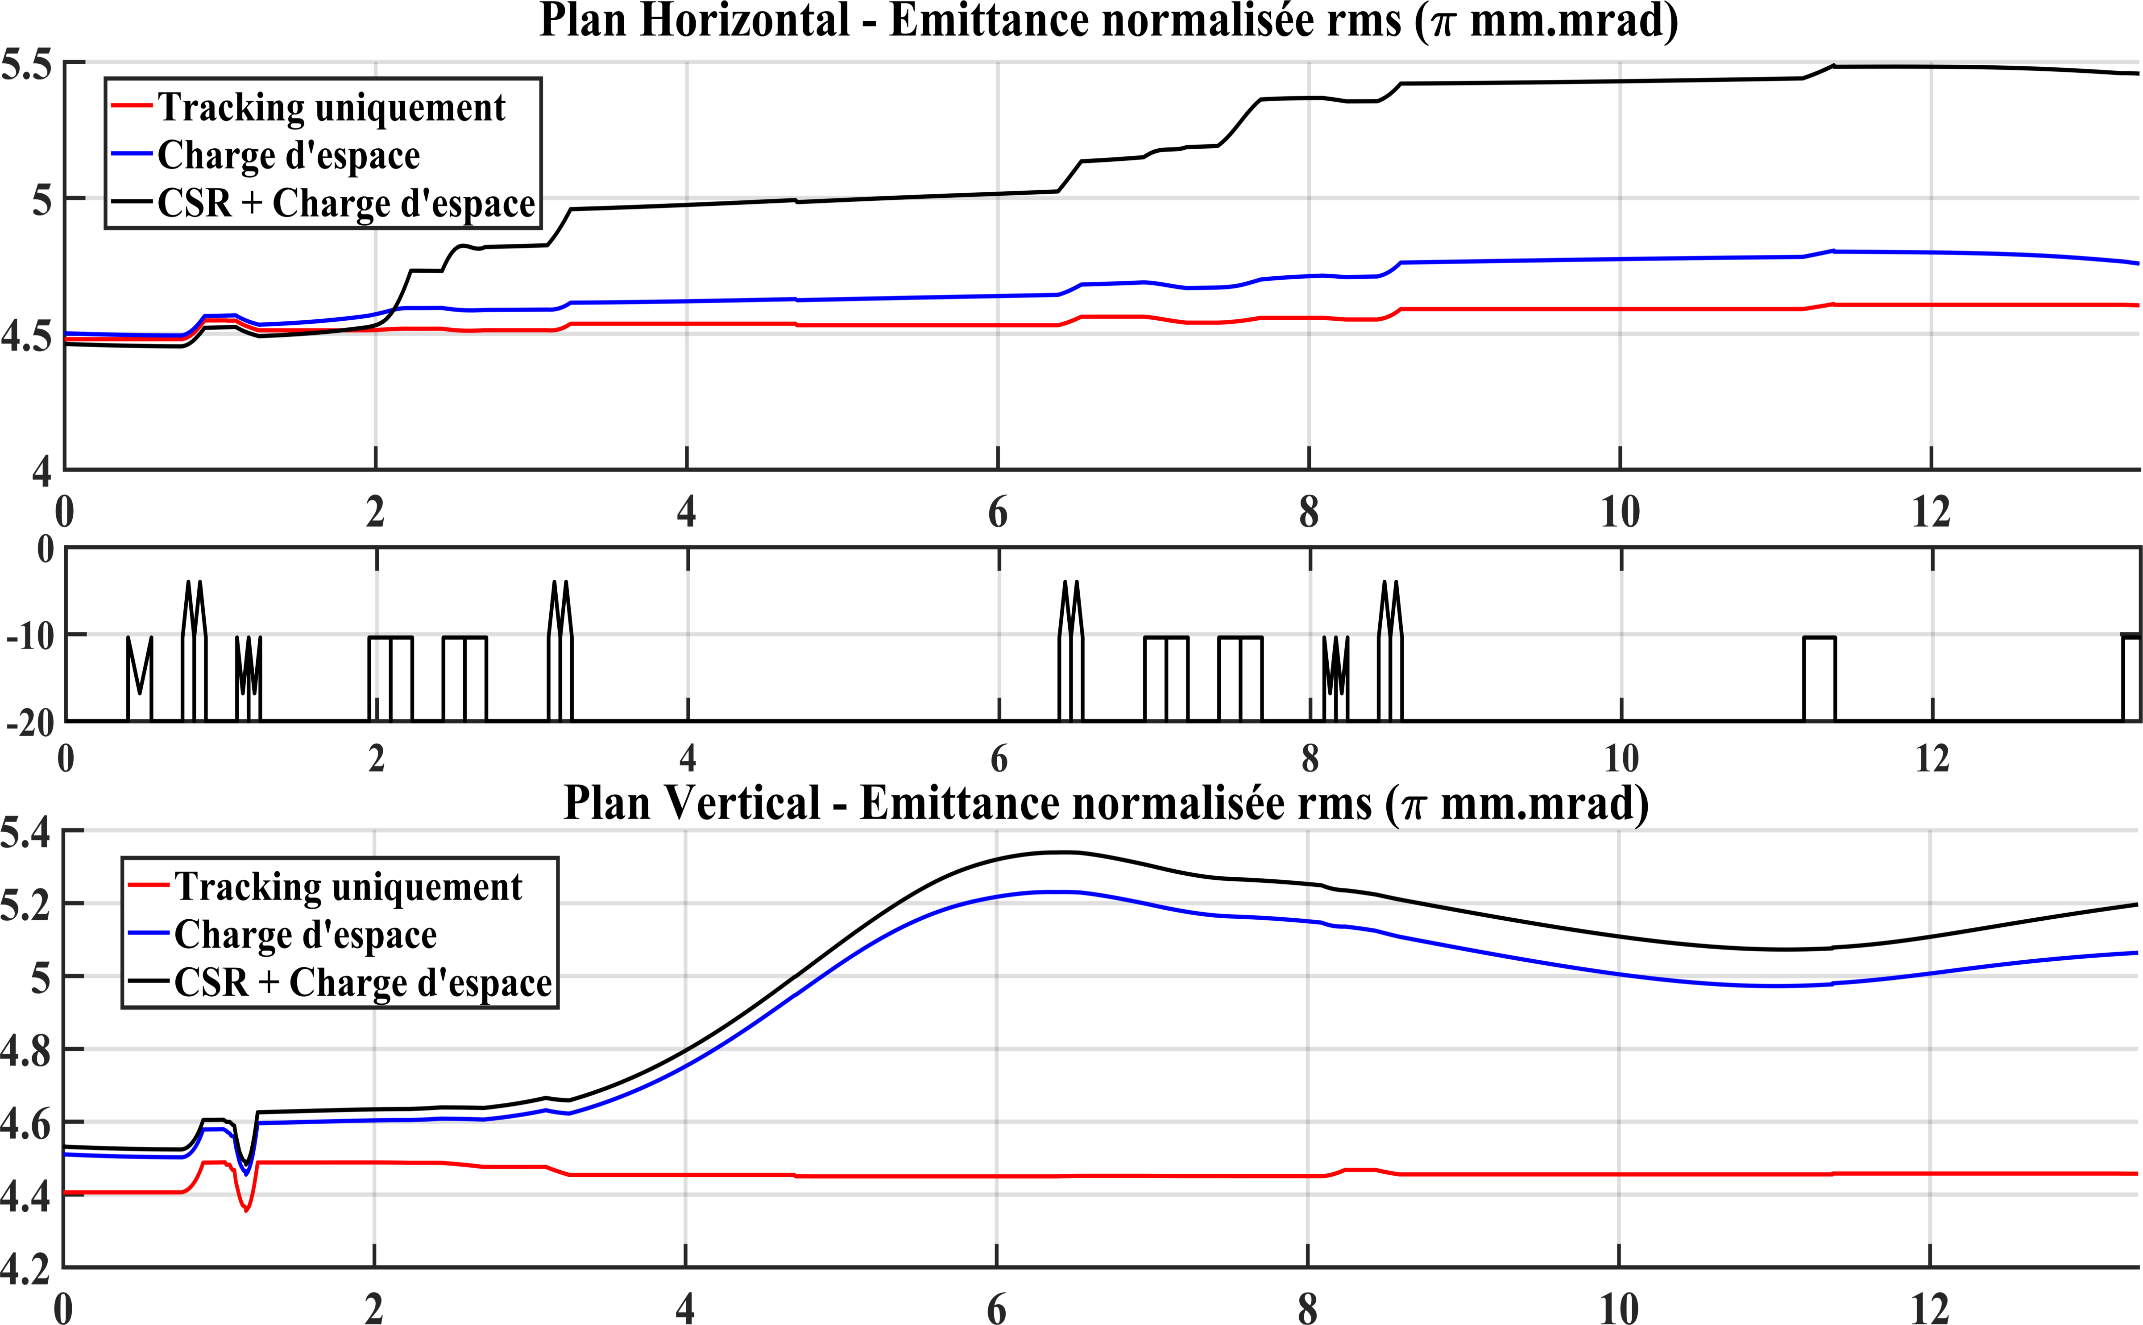 Plan Horizontal - Emittance normalisée rms (π mm.mrad)
5.5
Tracking uniquement
Charge d'espace
CSR + Charge d'espace
5
4.5
4
0 2 4 6 8 10 12
0
-10
-20
0 2 4 6 8 10 12
Plan Vertical - Emittance normalisée rms (π mm.mrad)
5.4
Tracking uniquement
5.2
Charge d'espace
5
CSR + Charge d'espace
4.8
4.6
4.4
4.2
0 2 4 6 8 10 12